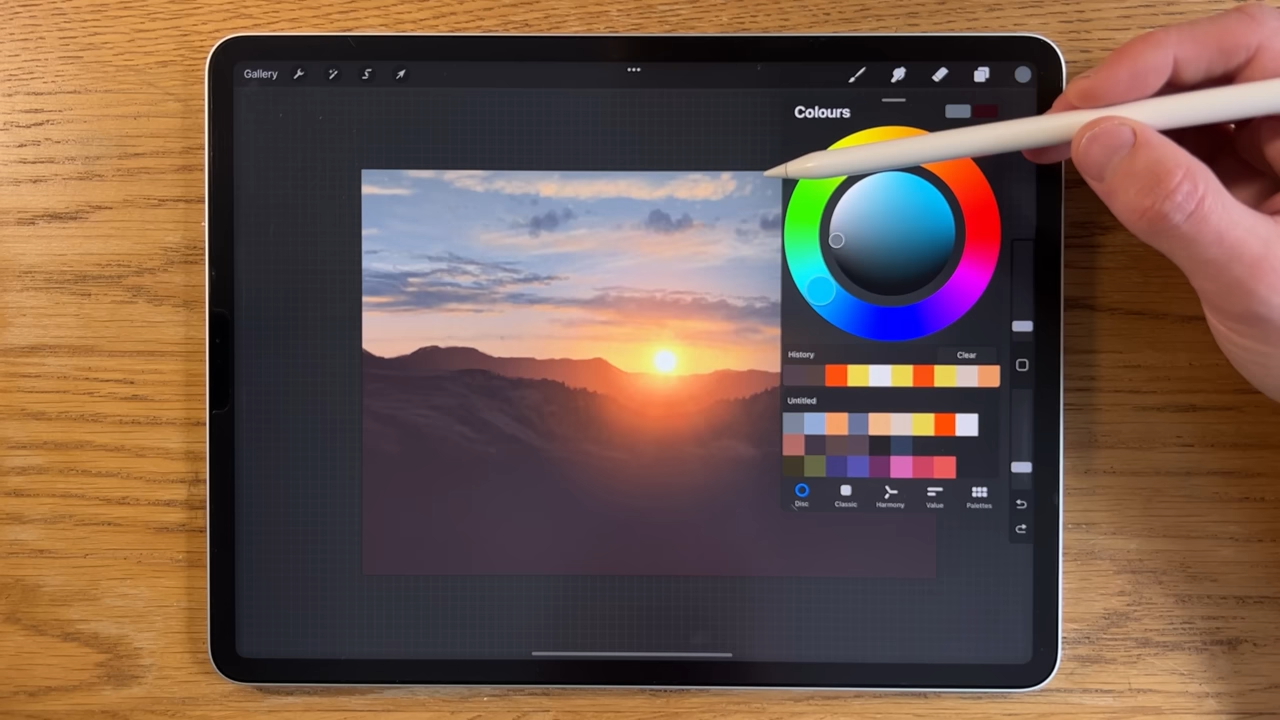 Gallery
Colours
History Clear
Untitled
Disc Classic Harmony Value Palettes